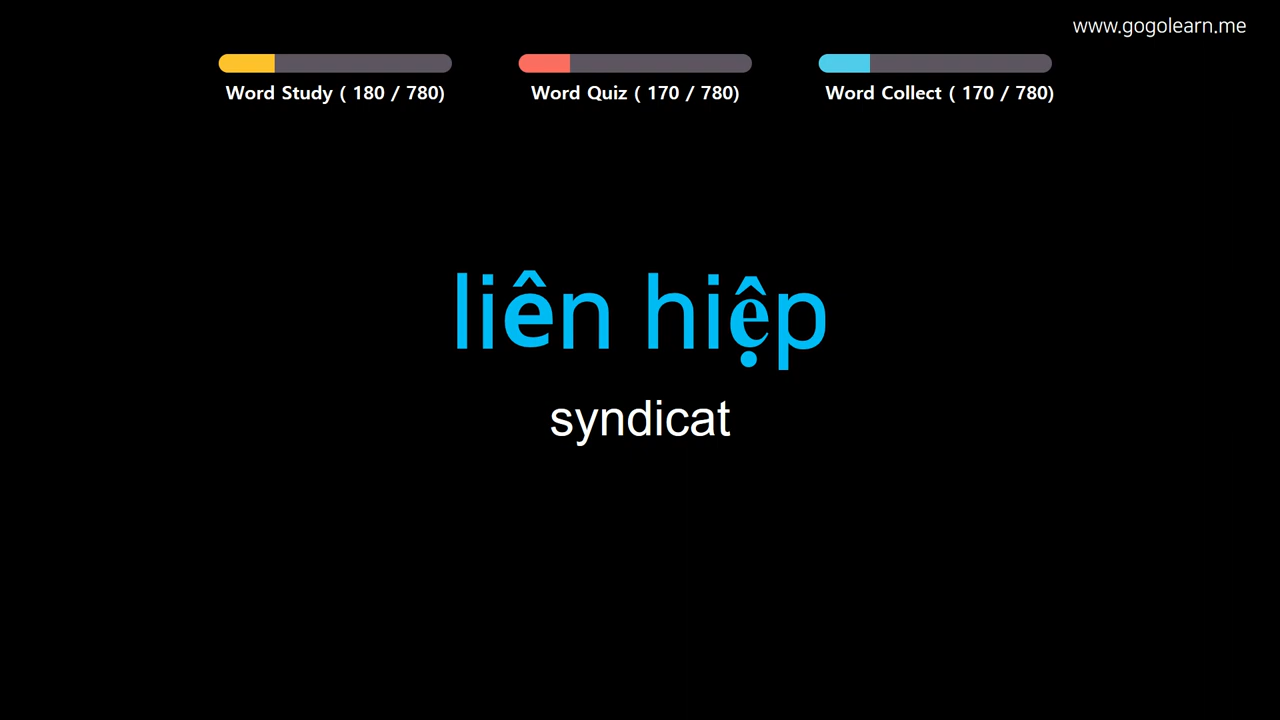 www.gogolearn.me
Word Study ( 180 / 780)
Word Quiz ( 170 / 780)
Word Collect ( 170 / 780)
liên hiệp
syndicat